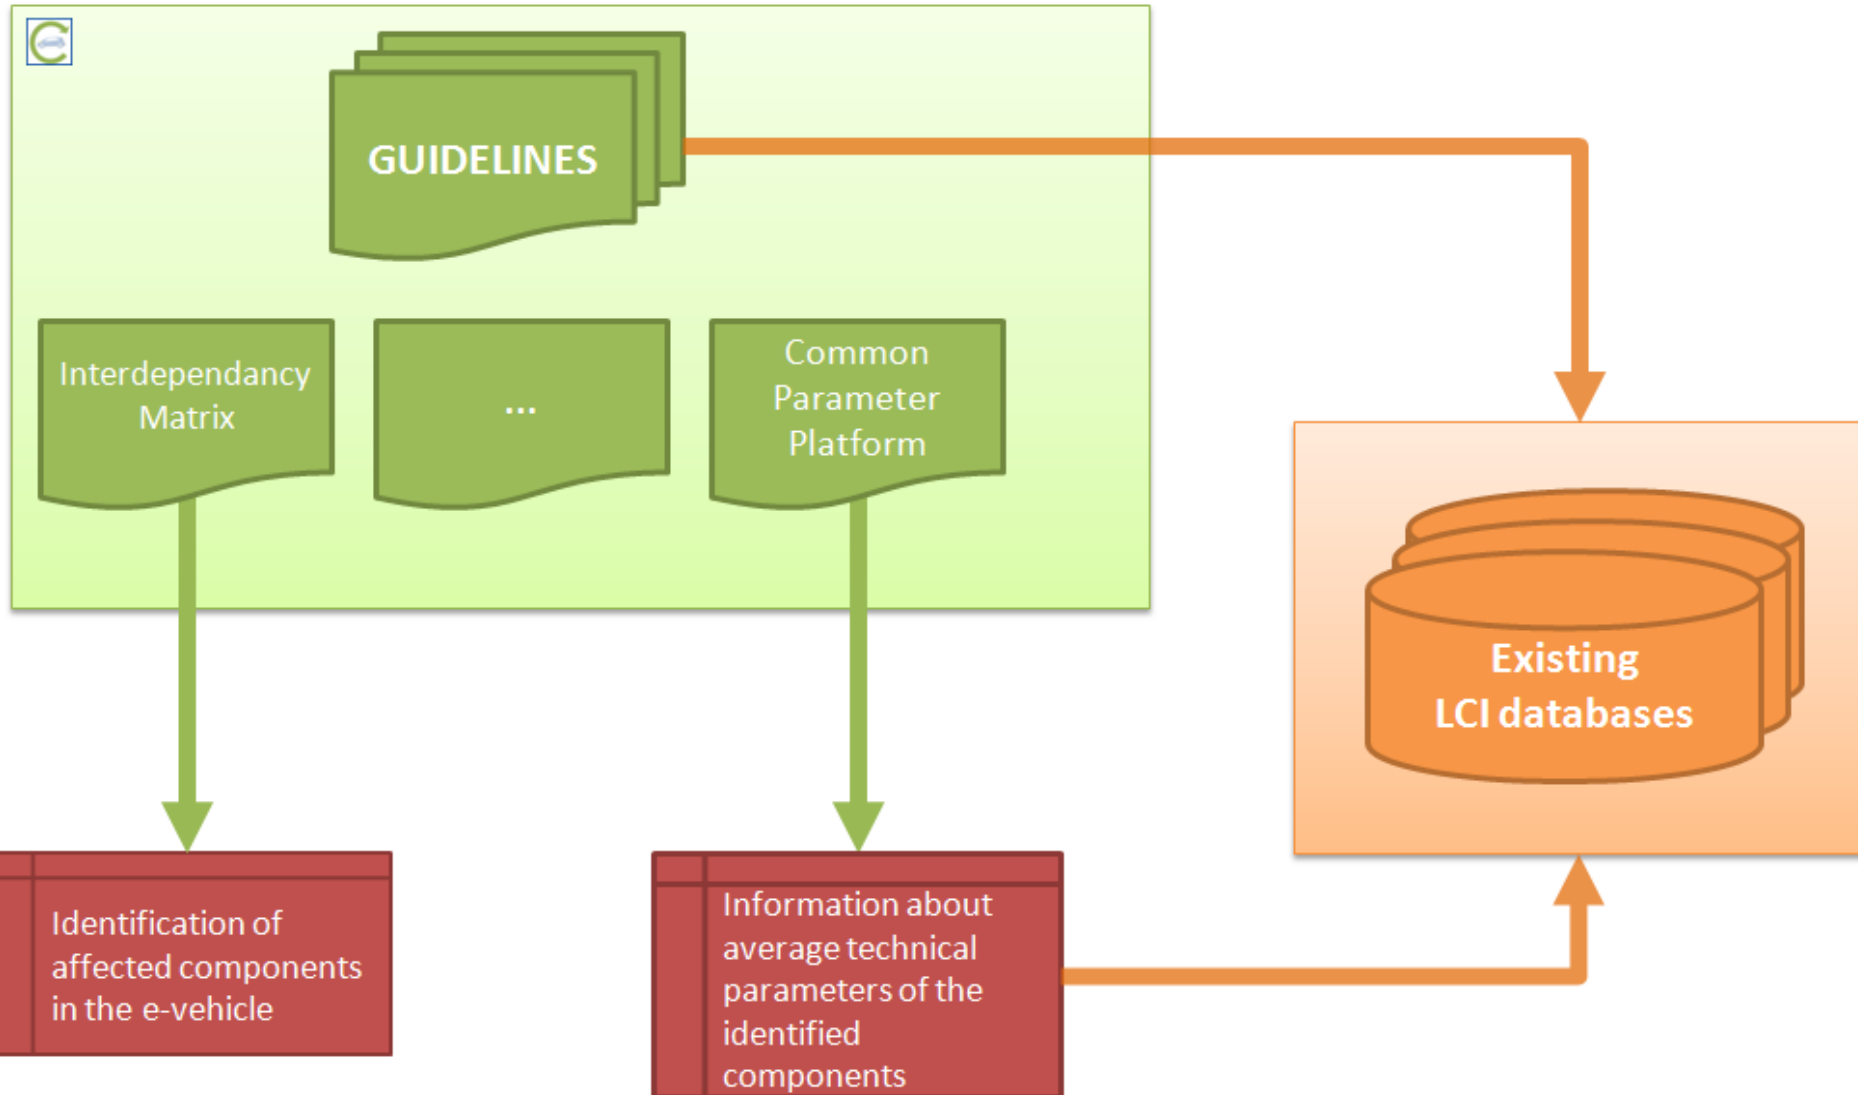 GUIDELINES
Interdependancy
Matrix
...
Common
Parameter
Platform
Existing
LCI databases
Identification of
affected components
in the e-vehicle
Information about
average technical
parameters of the
identified
components